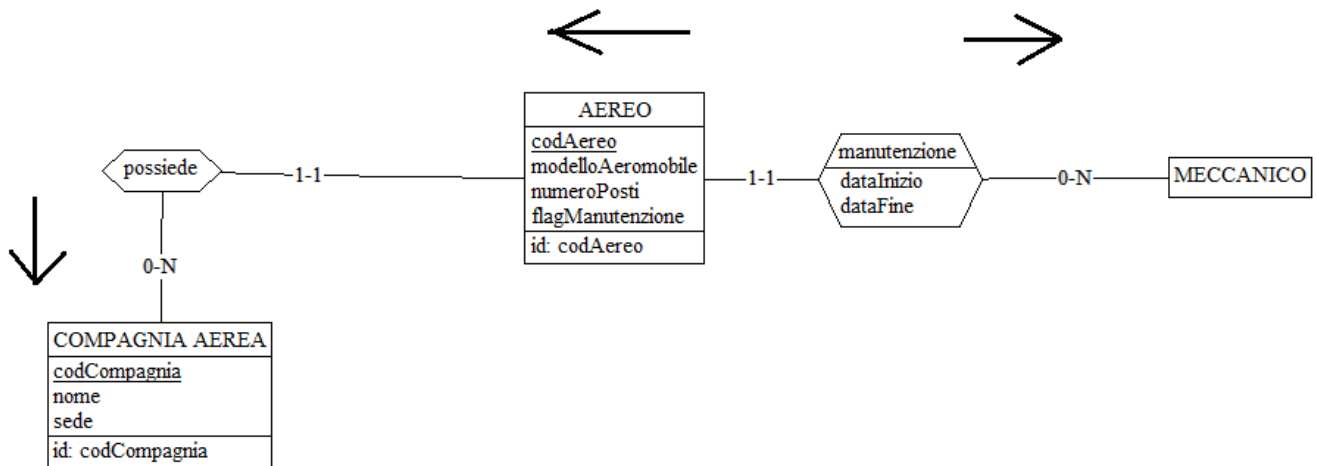 AEREO
codAereo
modelloAeromobile
numeroPosti
flagManutenzione
id: codAereo
possiede
1-1
1-1
manutenzione
dataInizio
dataFine
0-N
MECCANICO
0-N
COMPAGNIA AEREA
codCompagnia
nome
sede
id: codCompagnia